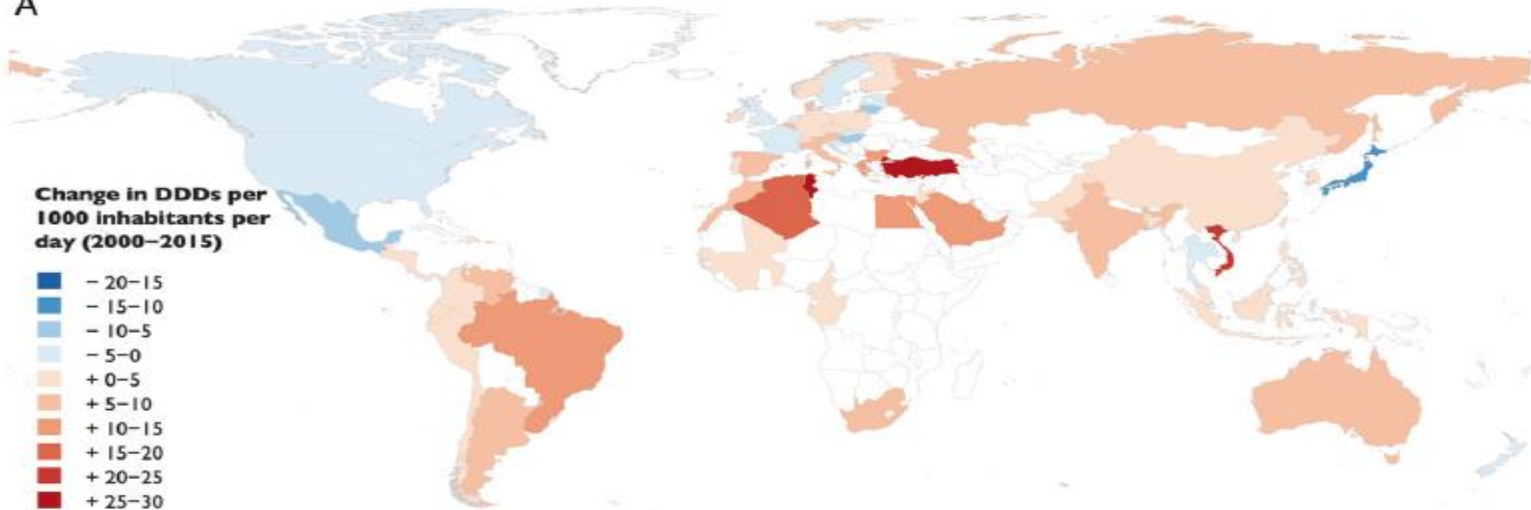 A
Change in DDDs per
1000 inhabitants per
day (2000–2015)
- 20–15
- 15–10
- 10–5
- 5–0
+ 0–5
+ 5–10
+ 10–15
+ 15–20
+ 20–25
+ 25–30